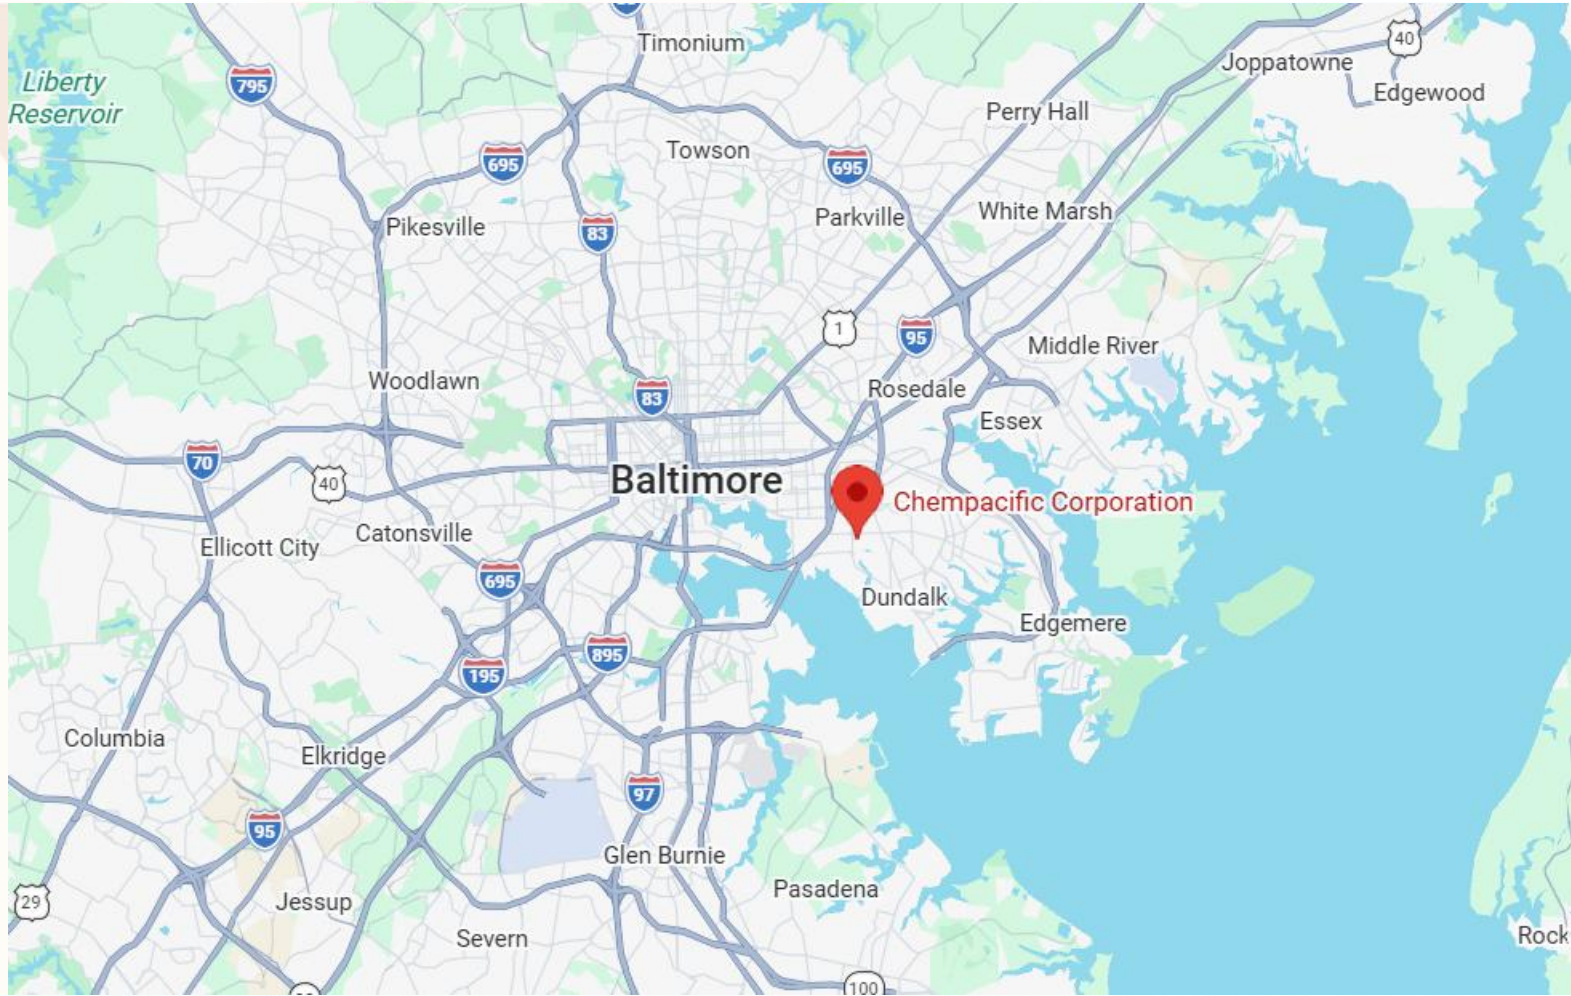 Timonium
40
Joppatowne
Liberty
Reservoir
795
Edgewood
Perry Hall
Towson
695
695
Parkville
White Marsh
Pikesville
83
1
95
Middle River
Woodlawn
Rosedale
83
Essex
70
40
Baltimore
Chempacific Corporation
Catonsville
Ellicott City
695
Dundalk
Edgemere
895
195
Columbia
Elkridge
97
95
Glen Burnie
Pasadena
29
Jessup
Severn
Rock
100